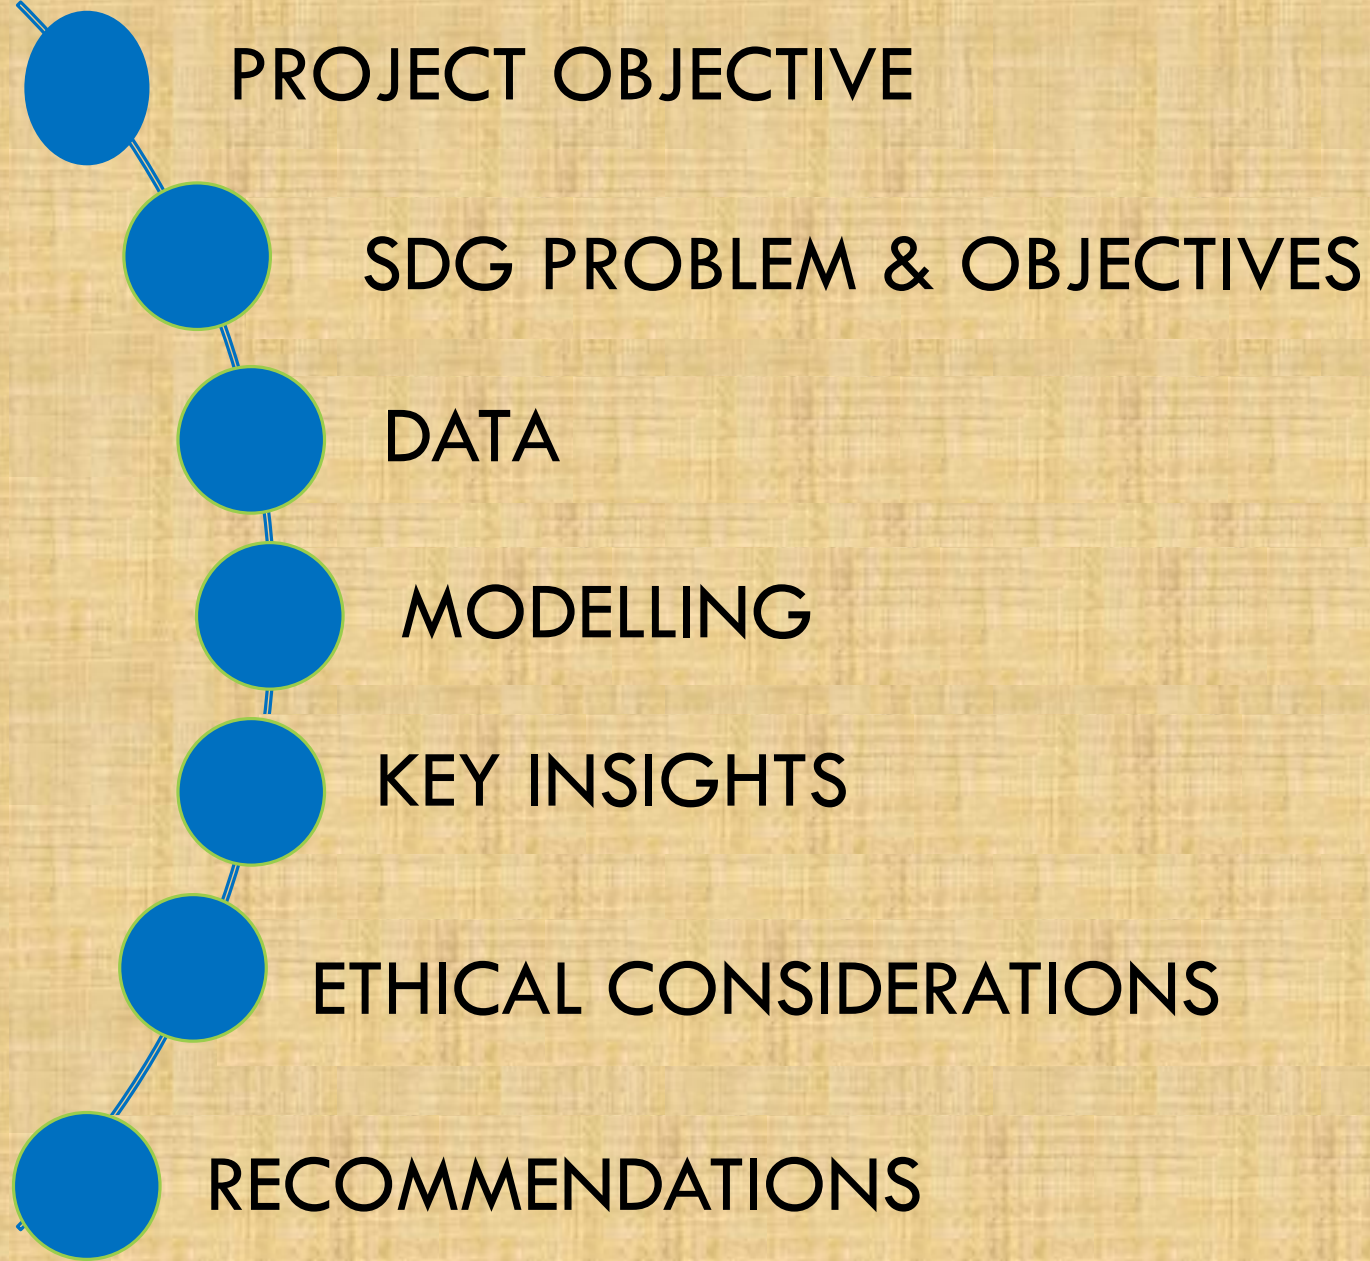 PROJECT OBJECTIVE
SDG PROBLEM & OBJECTIVES
DATA
MODELLING
KEY INSIGHTS
ETHICAL CONSIDERATIONS
RECOMMENDATIONS